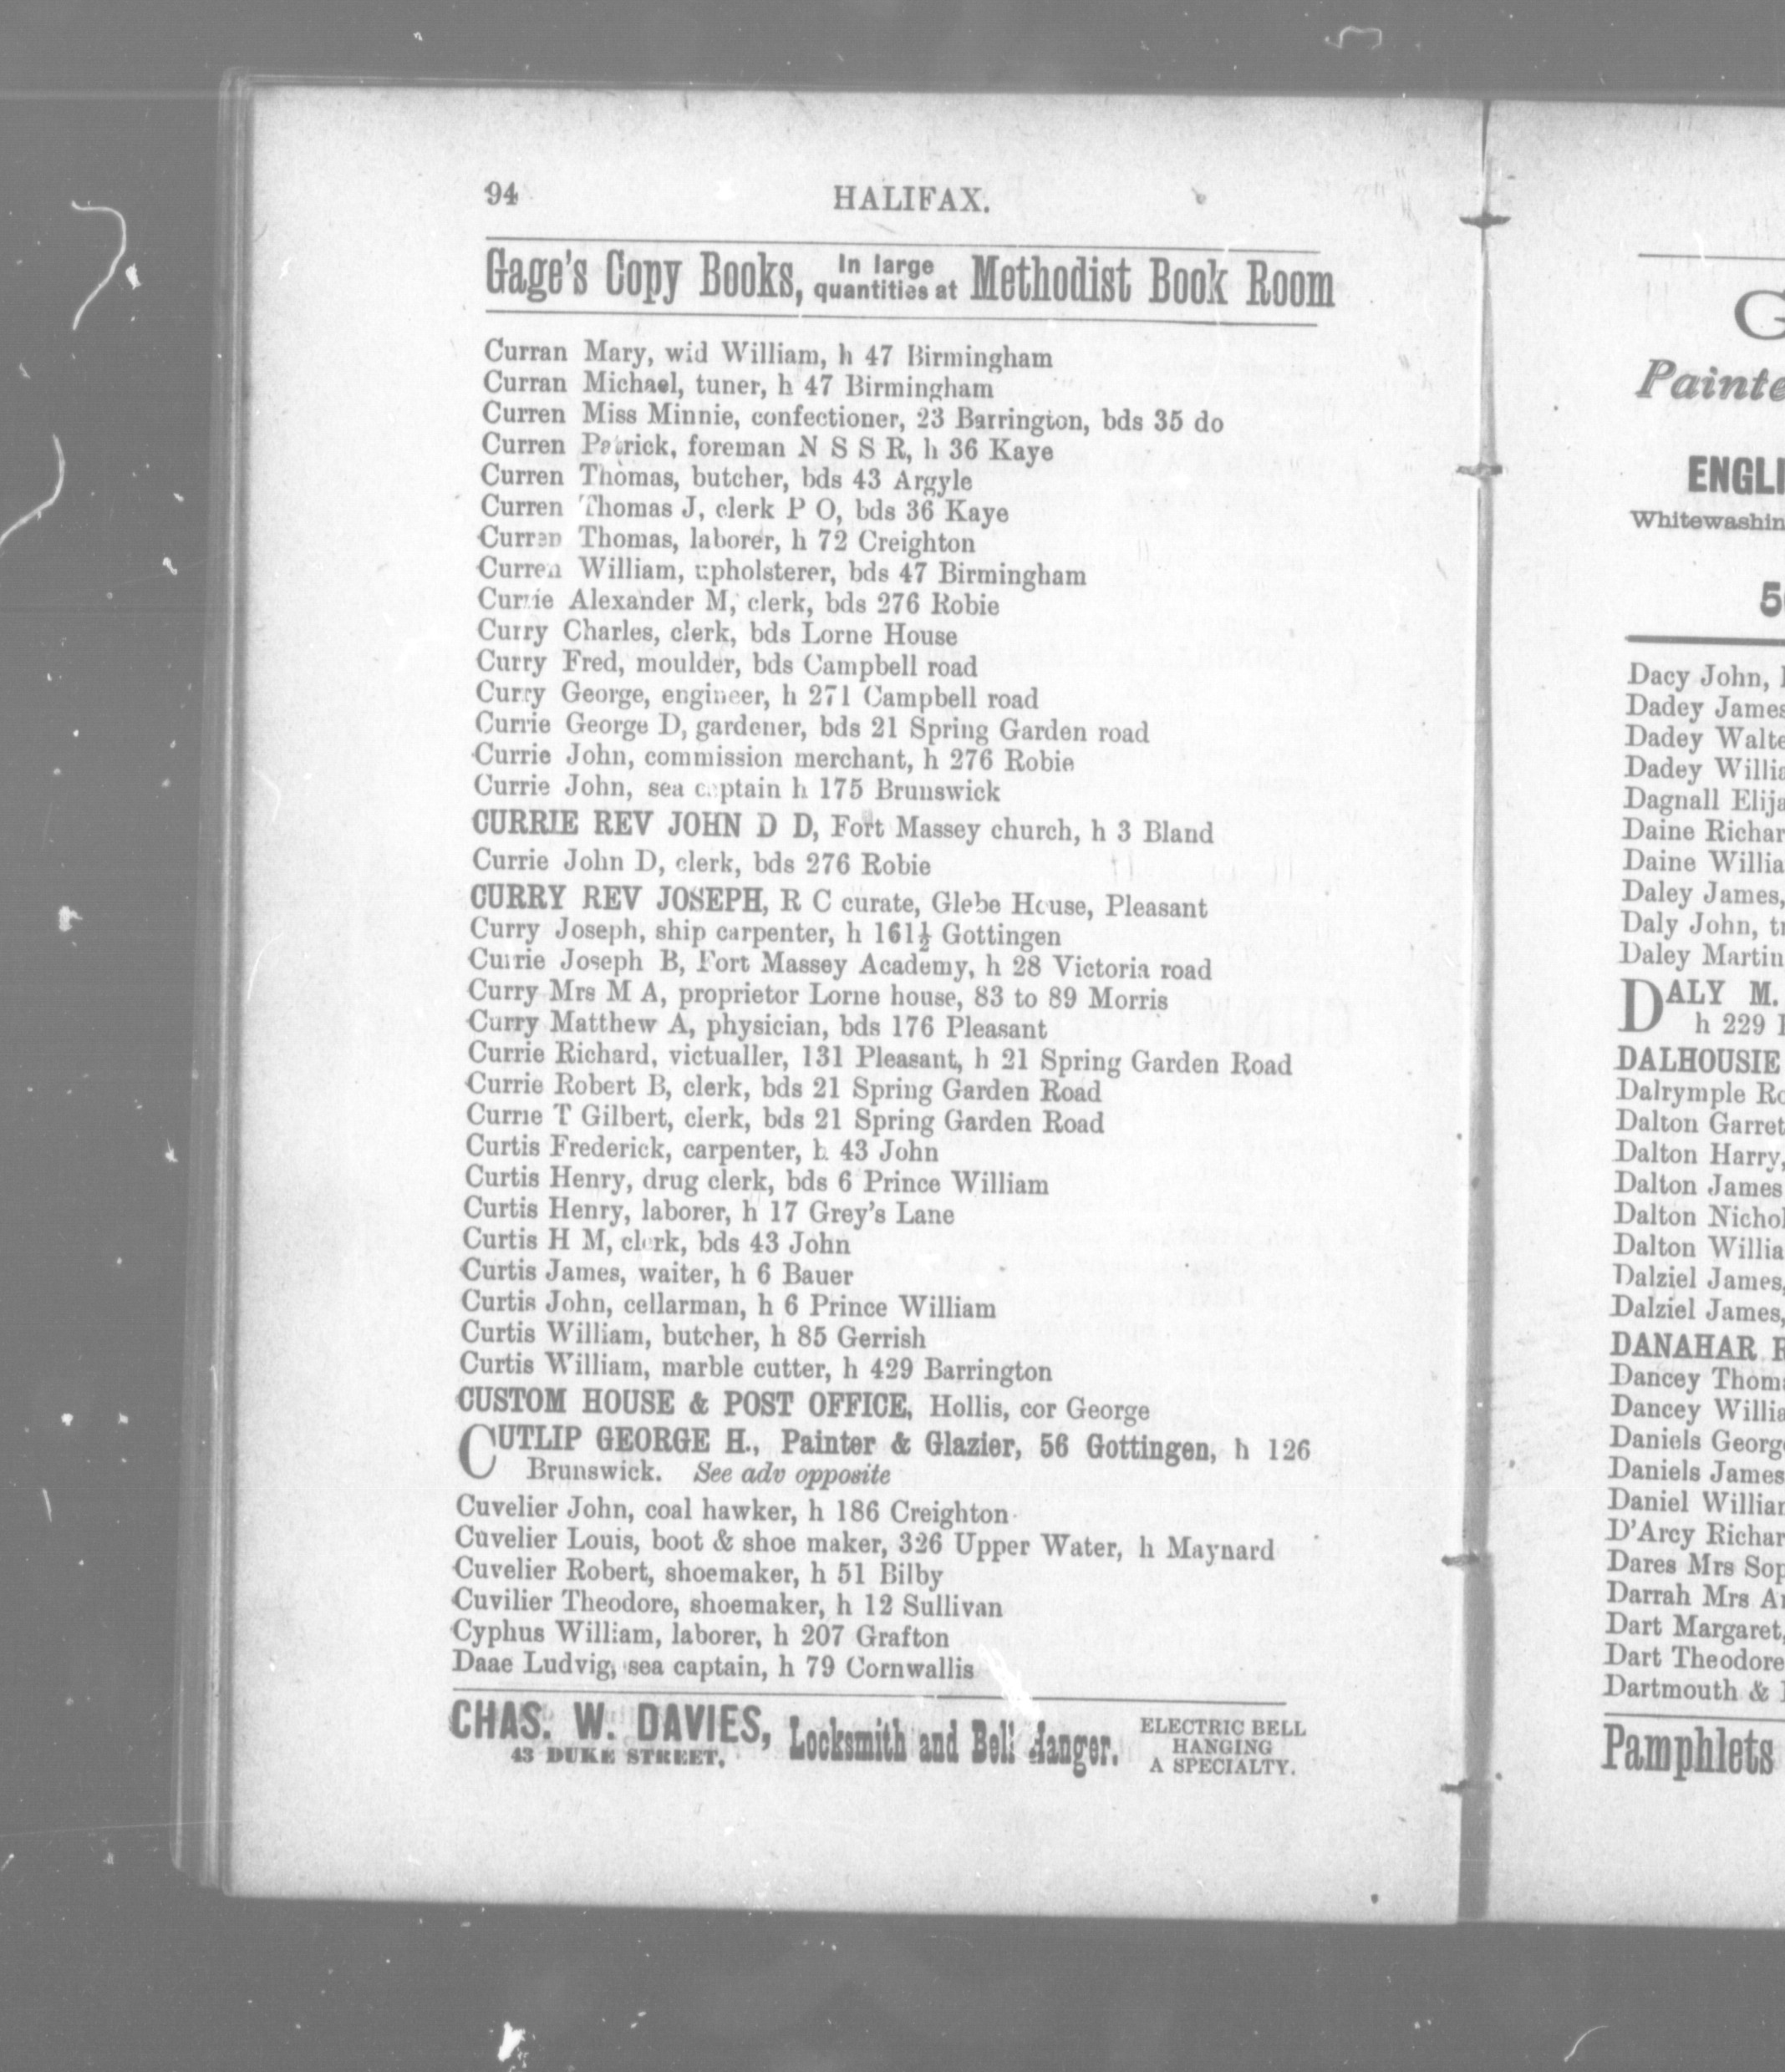 94
HALIFAX.
Gage's Copy Books, In large quantities at Methodist Book Room
Curran Mary, wid William, h 47 Birmingham
Curran Michael, tuner, h 47 Birmingham
Curren Miss Minnie, confectioner, 23 Barrington, bds 35 do
Curren Patrick, foreman N S S R, h 36 Kaye
Curren Thomas, butcher, bds 43 Argyle
Curren Thomas J, clerk P O, bds 36 Kaye
Curren Thomas, laborer, h 72 Creighton
Curren William, upholsterer, bds 47 Birmingham
Currie Alexander M, clerk, bds 276 Robie
Curry Charles, clerk, bds Lorne House
Curry Fred, moulder, bds Campbell road
Curry George, engineer, h 271 Campbell road
Currie George D, gardener, bds 21 Spring Garden road
Currie John, commission merchant, h 276 Robie
Currie John, sea captain h 175 Brunswick
CURRIE REV JOHN D D, Fort Massey church, h 3 Bland
Currie John D, clerk, bds 276 Robie
CURRY REV JOSEPH, R C curate, Glebe House, Pleasant
Curry Joseph, ship carpenter, h 161½ Gottingen
Currie Joseph B, Fort Massey Academy, h 28 Victoria road
Curry Mrs M A, proprietor Lorne house, 83 to 89 Morris
Curry Matthew A, physician, bds 176 Pleasant
Currie Richard, victualler, 131 Pleasant, h 21 Spring Garden Road
Currie Robert B, clerk, bds 21 Spring Garden Road
Currie T Gilbert, clerk, bds 21 Spring Garden Road
Curtis Frederick, carpenter, h 43 John
Curtis Henry, drug clerk, bds 6 Prince William
Curtis Henry, laborer, h 17 Grey's Lane
Curtis H M, clerk, bds 43 John
Curtis James, waiter, h 6 Bauer
Curtis John, cellarman, h 6 Prince William
Curtis William, butcher, h 85 Gerrish
Curtis William, marble cutter, h 429 Barrington
CUSTOM HOUSE & POST OFFICE, Hollis, cor George
CUTLIP GEORGE H., Painter & Glazier, 56 Gottingen, h 126
Brunswick. See adv opposite
Cuvelier John, coal hawker, h 186 Creighton
Cuvelier Louis, boot & shoe maker, 326 Upper Water, h Maynard
Cuvelier Robert, shoemaker, h 51 Bilby
Cuvilier Theodore, shoemaker, h 12 Sullivan
Cyphus William, laborer, h 207 Grafton
Daae Ludvig, sea captain, h 79 Cornwallis
CHAS. W. DAVIES, Locksmith and Bell Hanger.
43 DUKE STREET.
ELECTRIC BELL
HANGING
A SPECIALTY.
G
Painte
ENGLI
Whitewashin
5
Dacy John,
Dadey James
Dadey Walte
Dadey Willia
Dagnall Elija
Daine Richar
Daine Willia
Daley James,
Daly John, tr
Daley Martin
DALY M.
h 229
DALHOUSIE
Dalrymple Ro
Dalton Garret
Dalton Harry,
Dalton James
Dalton Nichol
Dalton Willia
Dalziel James,
Dalziel James,
DANAHAR R
Dancey Thoma
Dancey Willia
Daniels George
Daniels James
Daniel William
D'Arcy Richar
Dares Mrs Sop
Darrah Mrs An
Dart Margaret,
Dart Theodore
Dartmouth &
Pamphlets